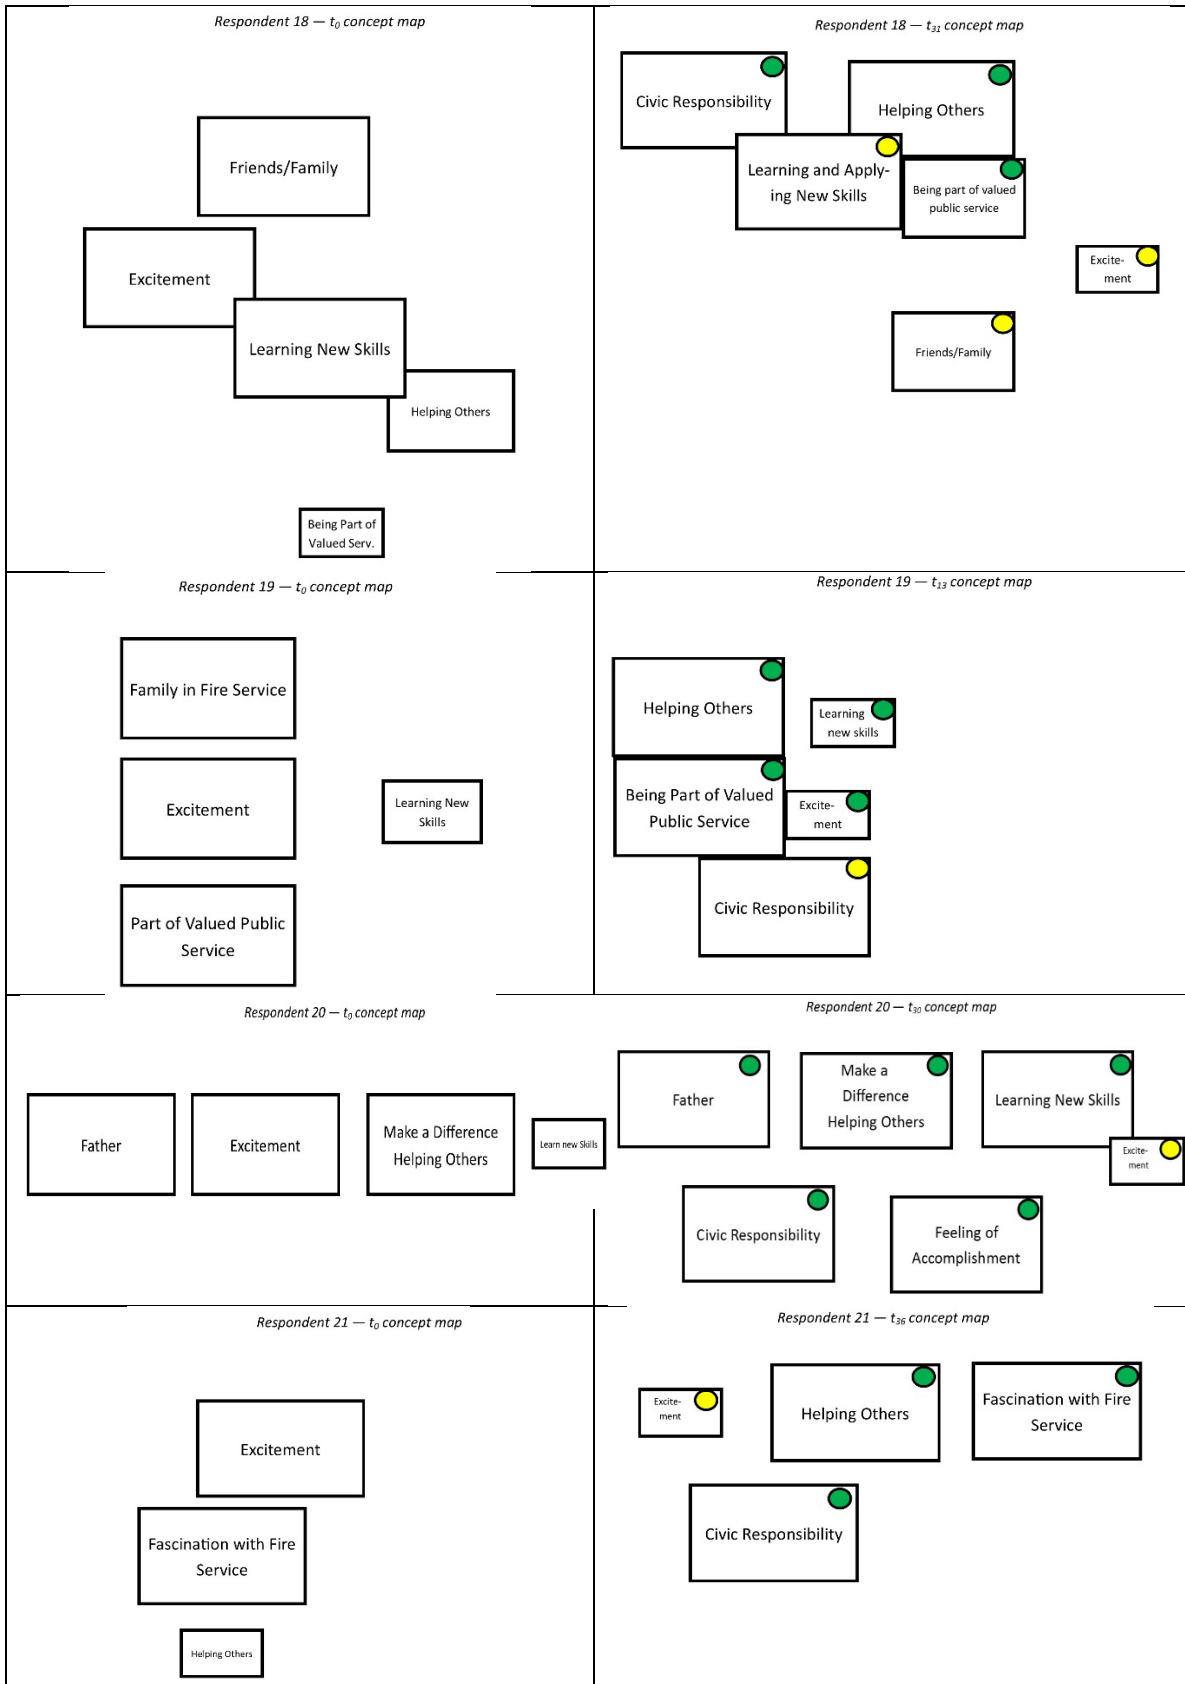 Respondent 18 — t0 concept map
Friends/Family
Excitement
Learning New Skills
Helping Others
Being Part of
Valued Serv.
Respondent 18 — t31 concept map
Civic Responsibility
Helping Others
Learning and Apply-
ing New Skills
Being part of valued
public service
Excite-
ment
Friends/Family
Respondent 19 — t0 concept map
Family in Fire Service
Excitement
Learning New
Skills
Part of Valued Public
Service
Respondent 19 — t13 concept map
Helping Others
Learning
new skills
Being Part of Valued
Public Service
Excite-
ment
Civic Responsibility
Respondent 20 — t0 concept map
Father
Excitement
Make a Difference
Helping Others
Learn new Skills
Respondent 20 — t30 concept map
Father
Make a
Difference
Helping Others
Learning New Skills
Excite-
ment
Civic Responsibility
Feeling of
Accomplishment
Respondent 21 — t0 concept map
Excitement
Fascination with Fire
Service
Helping Others
Respondent 21 — t36 concept map
Excite-
ment
Helping Others
Fascination with Fire
Service
Civic Responsibility